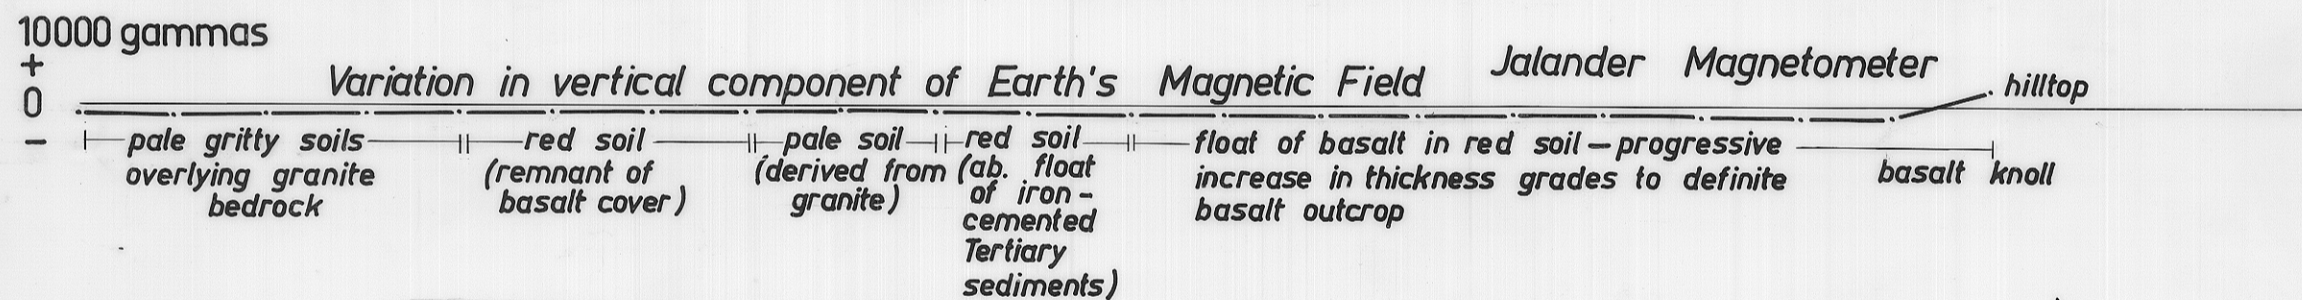 10000 gammas
+
0
-
Variation in vertical component of Earth's Magnetic Field
Jalander Magnetometer
hilltop
pale gritty soils
overlying granite
bedrock
red soil
(remnant of
basalt cover)
pale soil
(derived from
granite)
red soil
(ab. float
of iron-
cemented
Tertiary
sediments)
float of basalt in red soil - progressive
increase in thickness grades to definite
basalt outcrop
basalt knoll